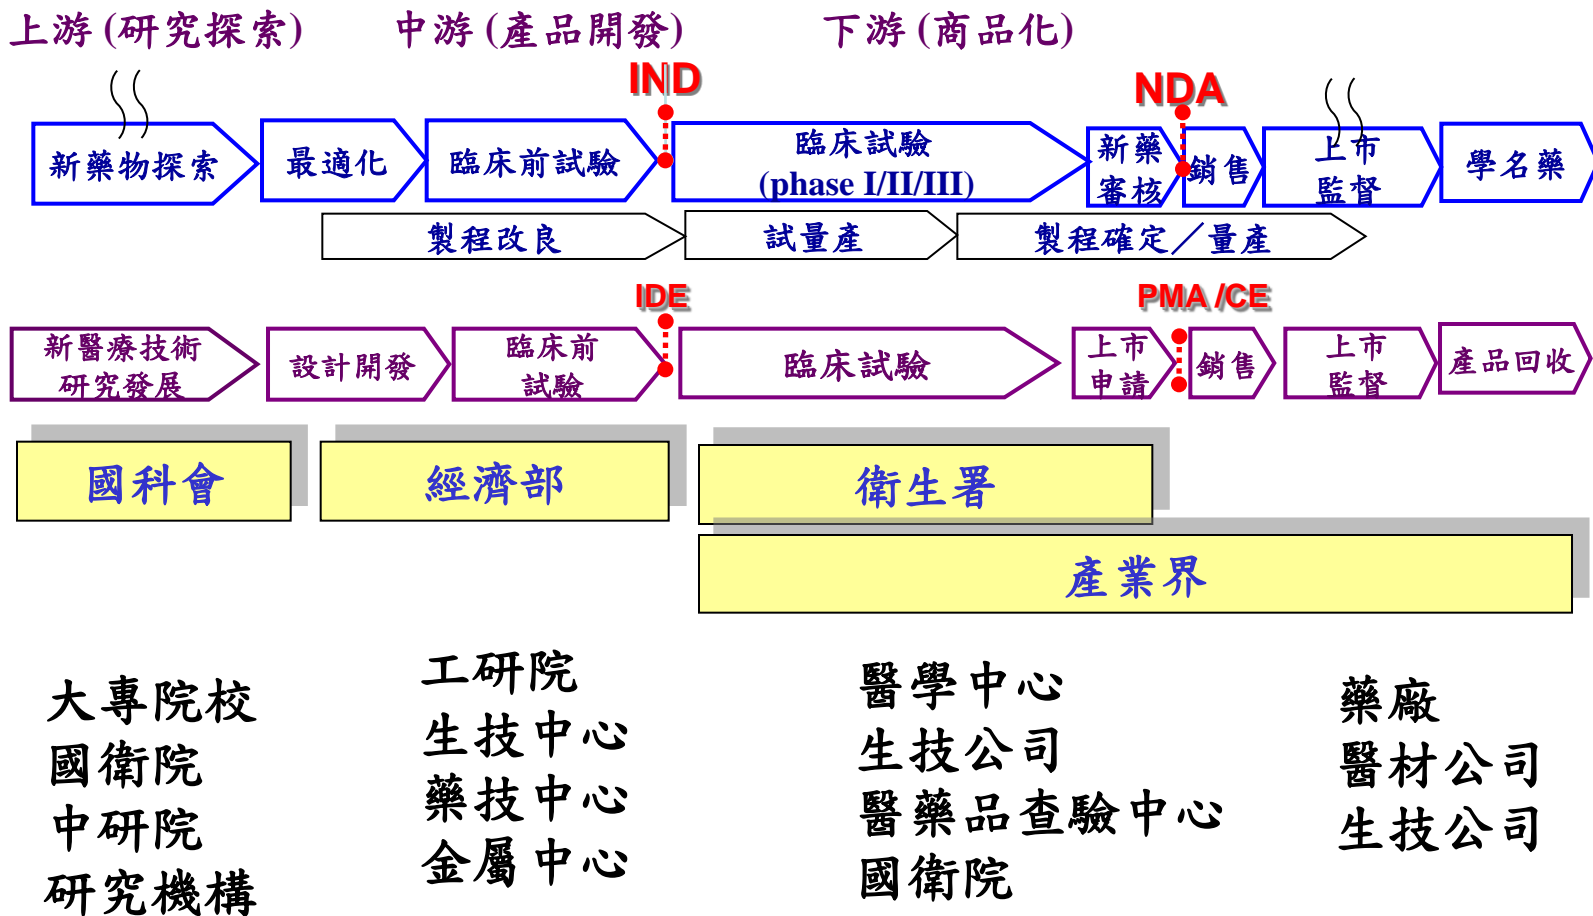 上游 (研究探索) 中游 (產品開發) 下游 (商品化)
IND NDA
新藥物探索
最適化
臨床前試驗
臨床試驗
(phase I/II/III)
新藥
審核
銷售
上市
監督
學名藥
製程改良
試量產
製程確定／量產
IDE PMA /CE
新醫療技術
研究發展
設計開發
臨床前
試驗
臨床試驗
上市
申請
銷售
上市
監督
產品回收
國科會
經濟部
衛生署
產業界
大專院校
國衛院
中研院
研究機構
工研院
生技中心
藥技中心
金屬中心
醫學中心
生技公司
醫藥品查驗中心
國衛院
藥廠
醫材公司
生技公司